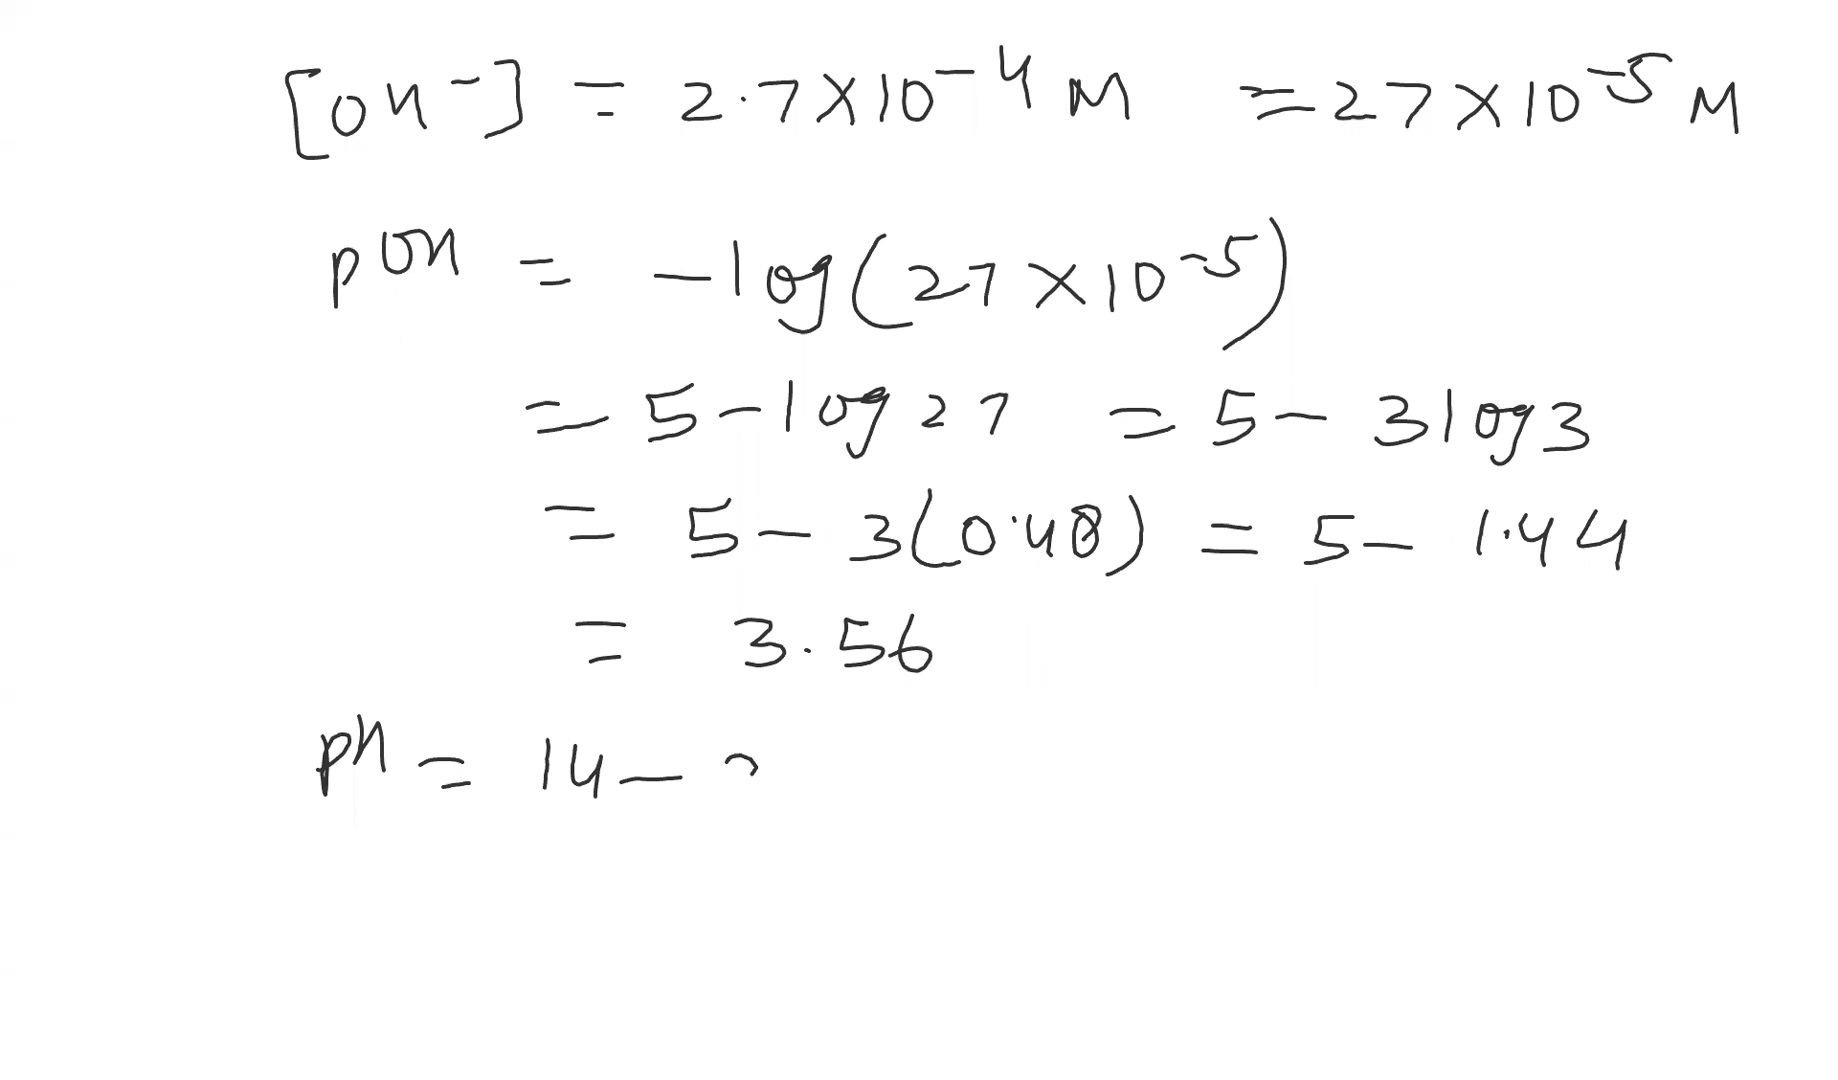 [OH⁻] = 2.7×10⁻⁴ M = 27×10⁻⁵ M
pOH = -log(27×10⁻⁵)
= 5-log27 = 5-3log3
= 5-3(0.48) = 5-1.44
= 3.56
pH = 14-